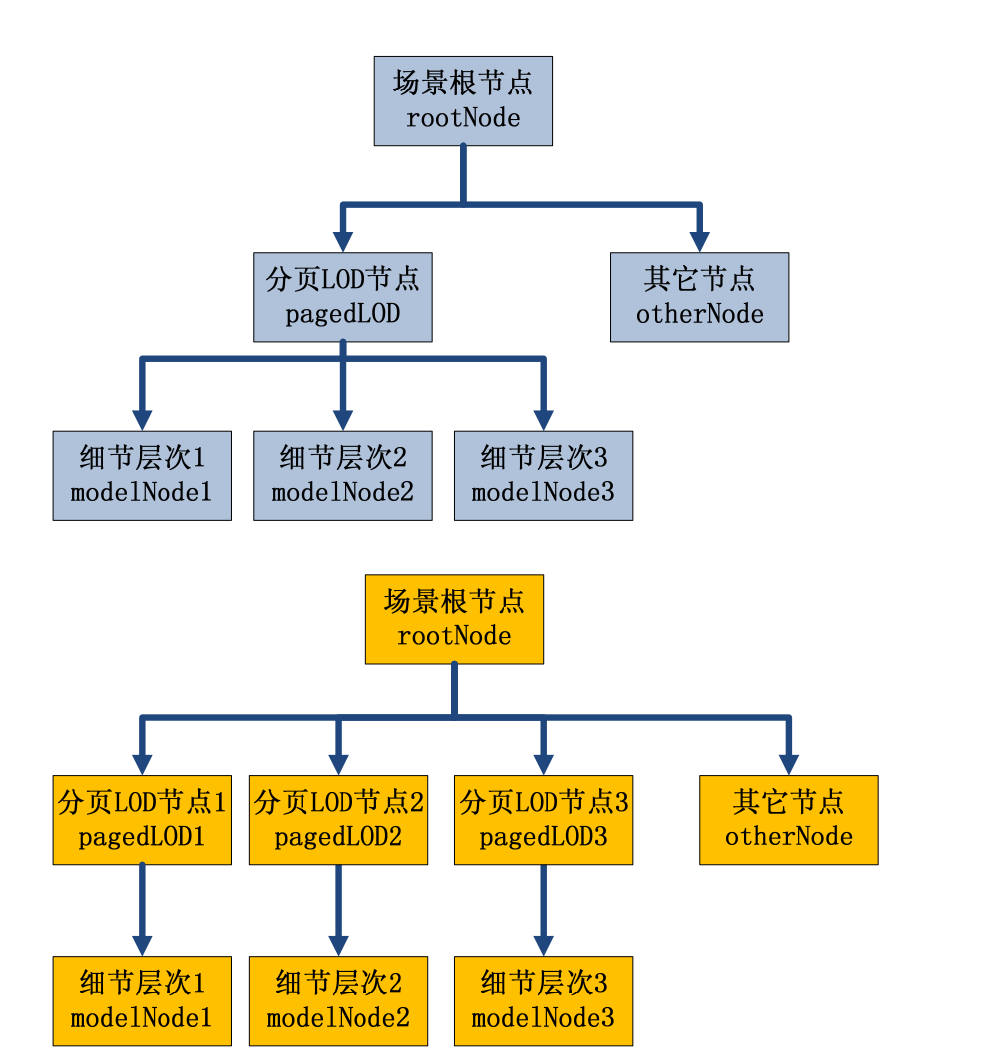 场景根节点
rootNode
分页LOD节点
pagedLOD
其它节点
otherNode
细节层次1
modelNode1
细节层次2
modelNode2
细节层次3
modelNode3
场景根节点
rootNode
分页LOD节点1
pagedLOD1
分页LOD节点2
pagedLOD2
分页LOD节点3
pagedLOD3
其它节点
otherNode
细节层次1
modelNode1
细节层次2
modelNode2
细节层次3
modelNode3